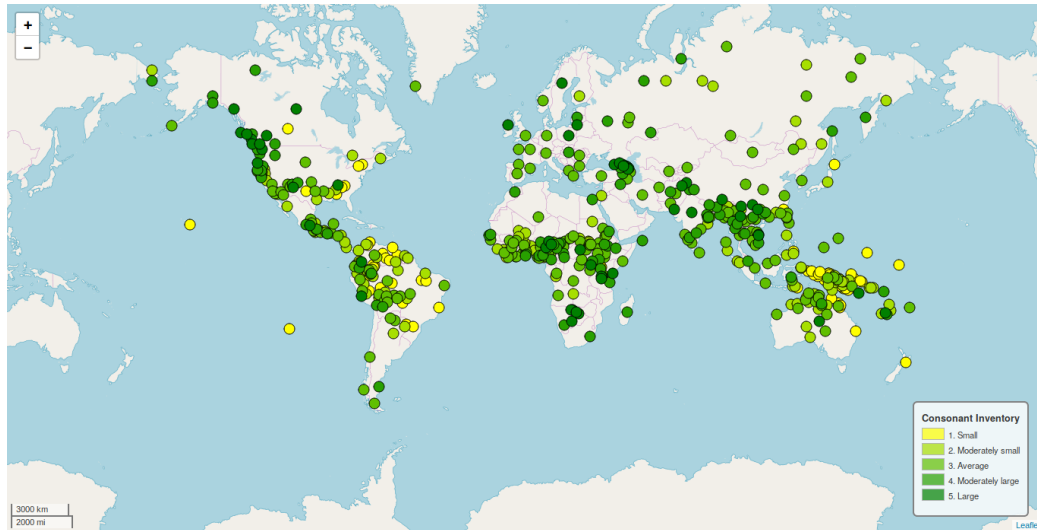 +
−
Consonant Inventory
1. Small
2. Moderately small
3. Average
4. Moderately large
5. Large
3000 km
2000 mi
Leafle